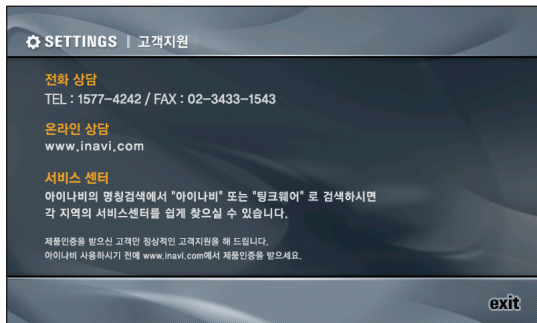 SETTINGS | 고객지원
전화 상담
TEL : 1577-4242 / FAX : 02-3433-1543
온라인 상담
www.inavi.com
서비스 센터
아이나비의 명칭검색에서 "아이나비" 또는 "팅크웨어" 로 검색하시면
각 지역의 서비스센터를 쉽게 찾으실 수 있습니다.
제품인증을 받으신 고객만 정상적인 고객지원을 해 드립니다.
아이나비 사용하시기 전에 www.inavi.com에서 제품인증을 받으세요.
exit